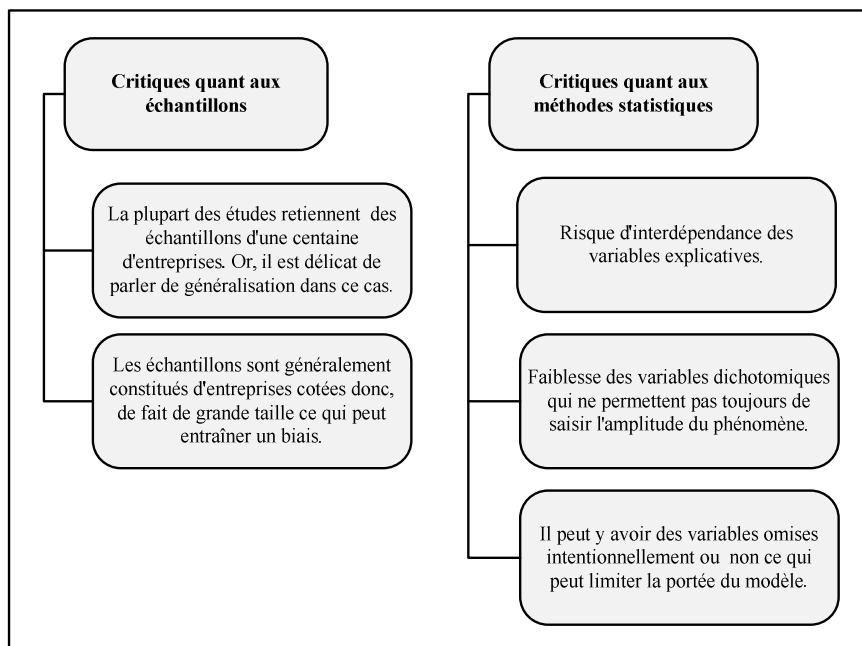 Critiques quant aux
échantillons
La plupart des études retiennent des
échantillons d'une centaine
d'entreprises. Or, il est délicat de
parler de généralisation dans ce cas.
Les échantillons sont généralement
constitués d'entreprises cotées donc,
de fait de grande taille ce qui peut
entraîner un biais.
Critiques quant aux
méthodes statistiques
Risque d'interdépendance des
variables explicatives.
Faiblesse des variables dichotomiques
qui ne permettent pas toujours de
saisir l'amplitude du phénomène.
Il peut y avoir des variables omises
intentionnellement ou non ce qui
peut limiter la portée du modèle.